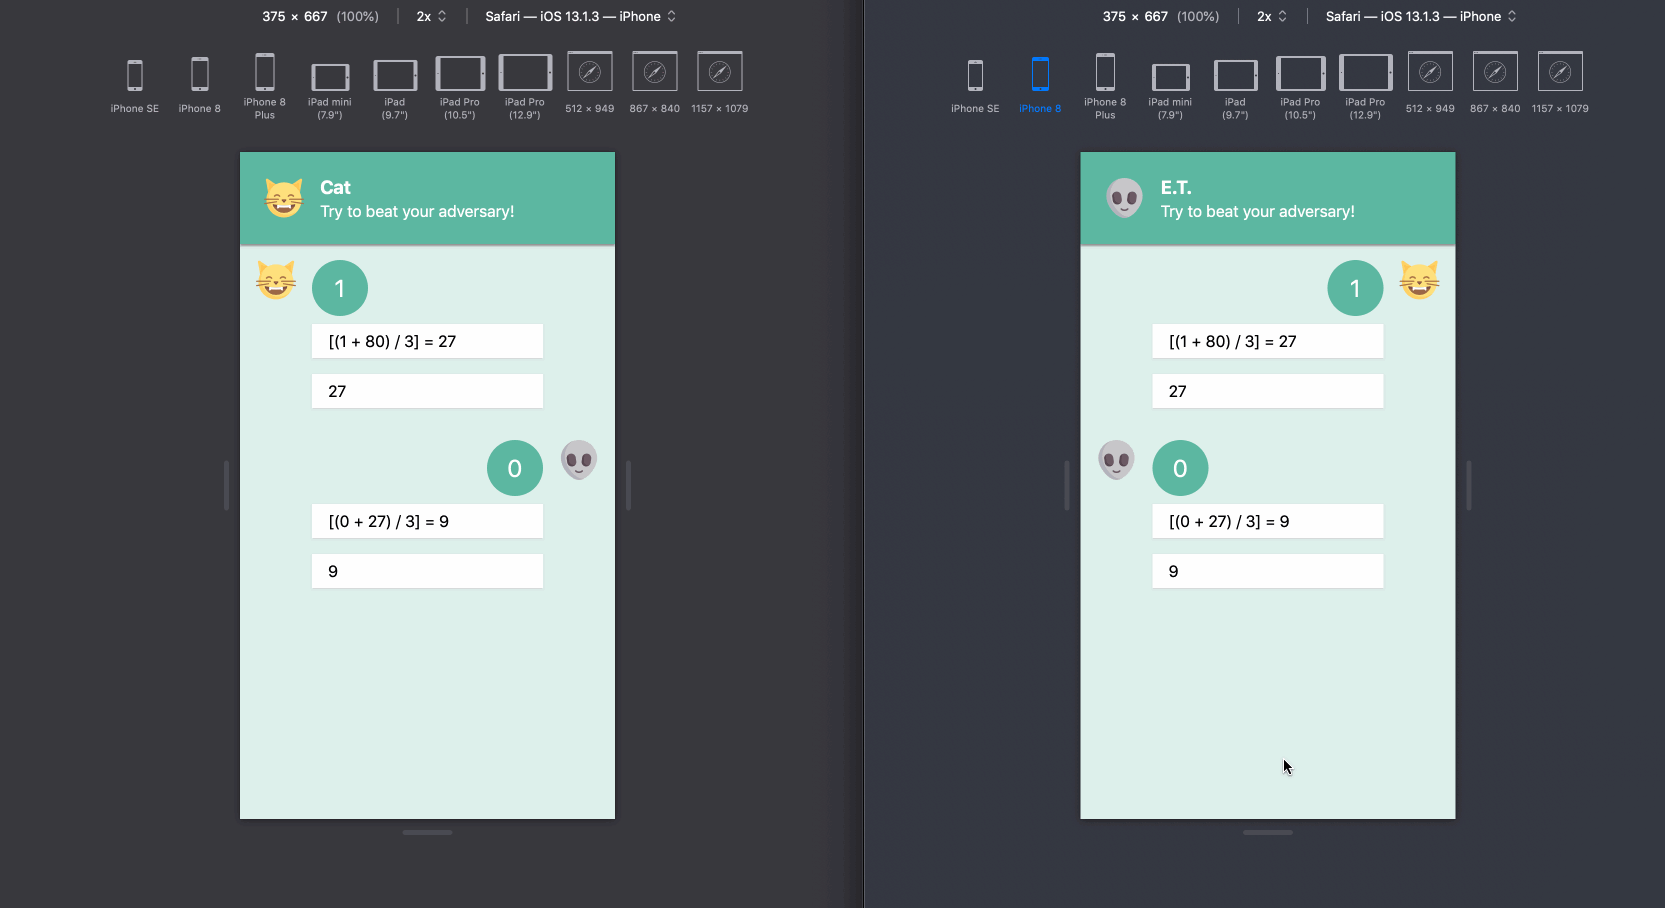 375 × 667 (100%) 2x Safari — iOS 13.1.3 — iPhone
iPhone SE
iPhone 8
iPhone 8
Plus
iPad mini
(7.9")
iPad
(9.7")
iPad Pro
(10.5")
iPad Pro
(12.9")
512 × 949
867 × 840
1157 × 1079
Cat
Try to beat your adversary!
1
[(1 + 80) / 3] = 27
27
0
[(0 + 27) / 3] = 9
9
375 × 667 (100%) 2x Safari — iOS 13.1.3 — iPhone
iPhone SE
iPhone 8
iPhone 8
Plus
iPad mini
(7.9")
iPad
(9.7")
iPad Pro
(10.5")
iPad Pro
(12.9")
512 × 949
867 × 840
1157 × 1079
E.T.
Try to beat your adversary!
1
[(1 + 80) / 3] = 27
27
0
[(0 + 27) / 3] = 9
9